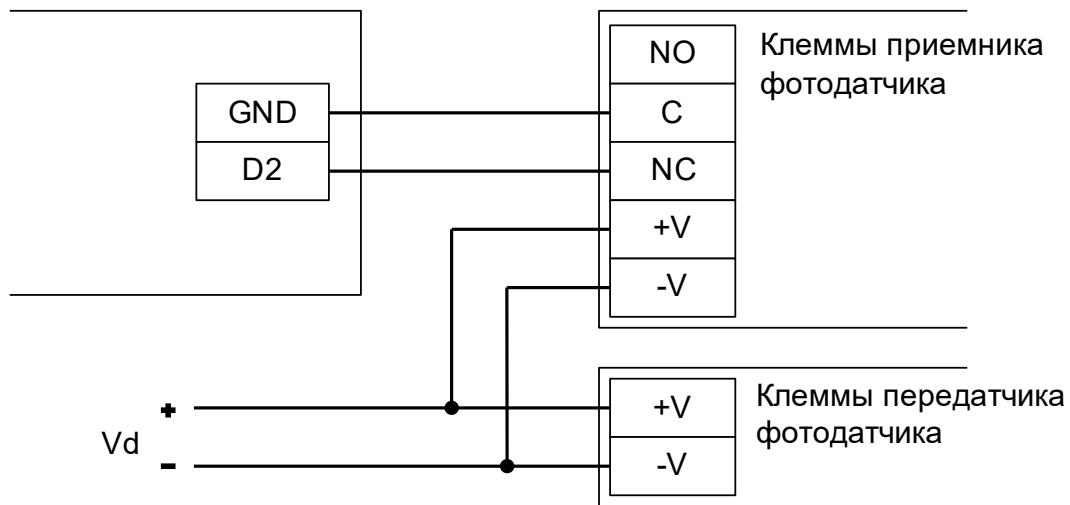 NO
Клеммы приемника
фотодатчика
GND
C
D2
NC
+V
-V
+
+V
Клеммы передатчика
фотодатчика
Vd
-
-V